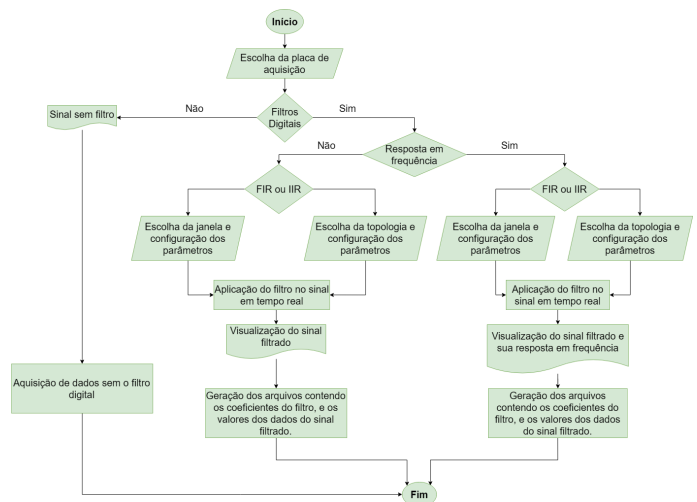 Início
Escolha da placa de
aquisição
Não
Filtros
Digitais
Sim
Sinal sem filtro
Não
Resposta em
frequência
Sim
FIR ou IIR
FIR ou IIR
Escolha da janela e
configuração dos
parâmetros
Escolha da topologia e
configuração dos
parâmetros
Escolha da janela e
configuração dos
parâmetros
Escolha da topologia e
configuração dos
parâmetros
Aplicação do filtro no sinal
em tempo real
Aplicação do filtro no
sinal em tempo real
Visualização do sinal
filtrado
Visualização do sinal filtrado e
sua resposta em frequência
Aquisição de dados sem o filtro
digital
Geração dos arquivos contendo
os coeficientes do filtro, e os
valores dos dados do sinal
filtrado.
Geração dos arquivos
contendo os coeficientes do
filtro, e os valores dos dados
do sinal filtrado.
Fim